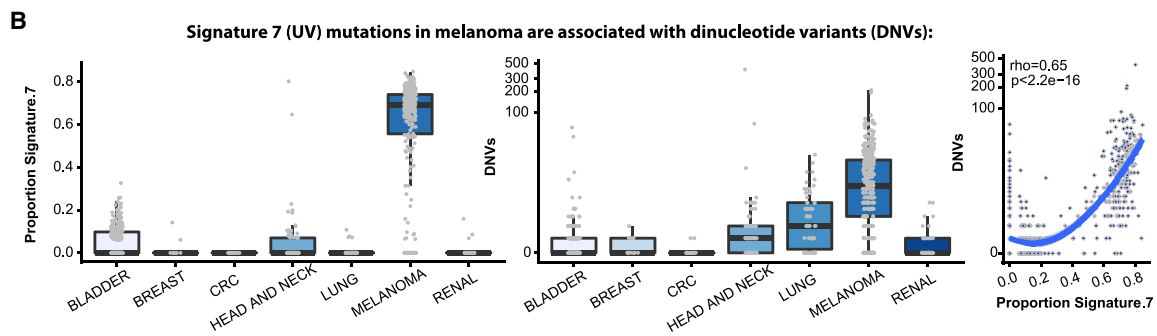 B
Signature 7 (UV) mutations in melanoma are associated with dinucleotide variants (DNVs):
Proportion Signature.7
0.8
0.6
0.4
0.2
0.0
BLADDER
BREAST
CRC
HEAD AND NECK
LUNG
MELANOMA
RENAL
DNVs
500
300
200
100
0
BLADDER
BREAST
CRC
HEAD AND NECK
LUNG
MELANOMA
RENAL
DNVs
500
300
200
100
0
rho=0.65
p<2.2e−16
0.0
0.2
0.4
0.6
0.8
Proportion Signature.7